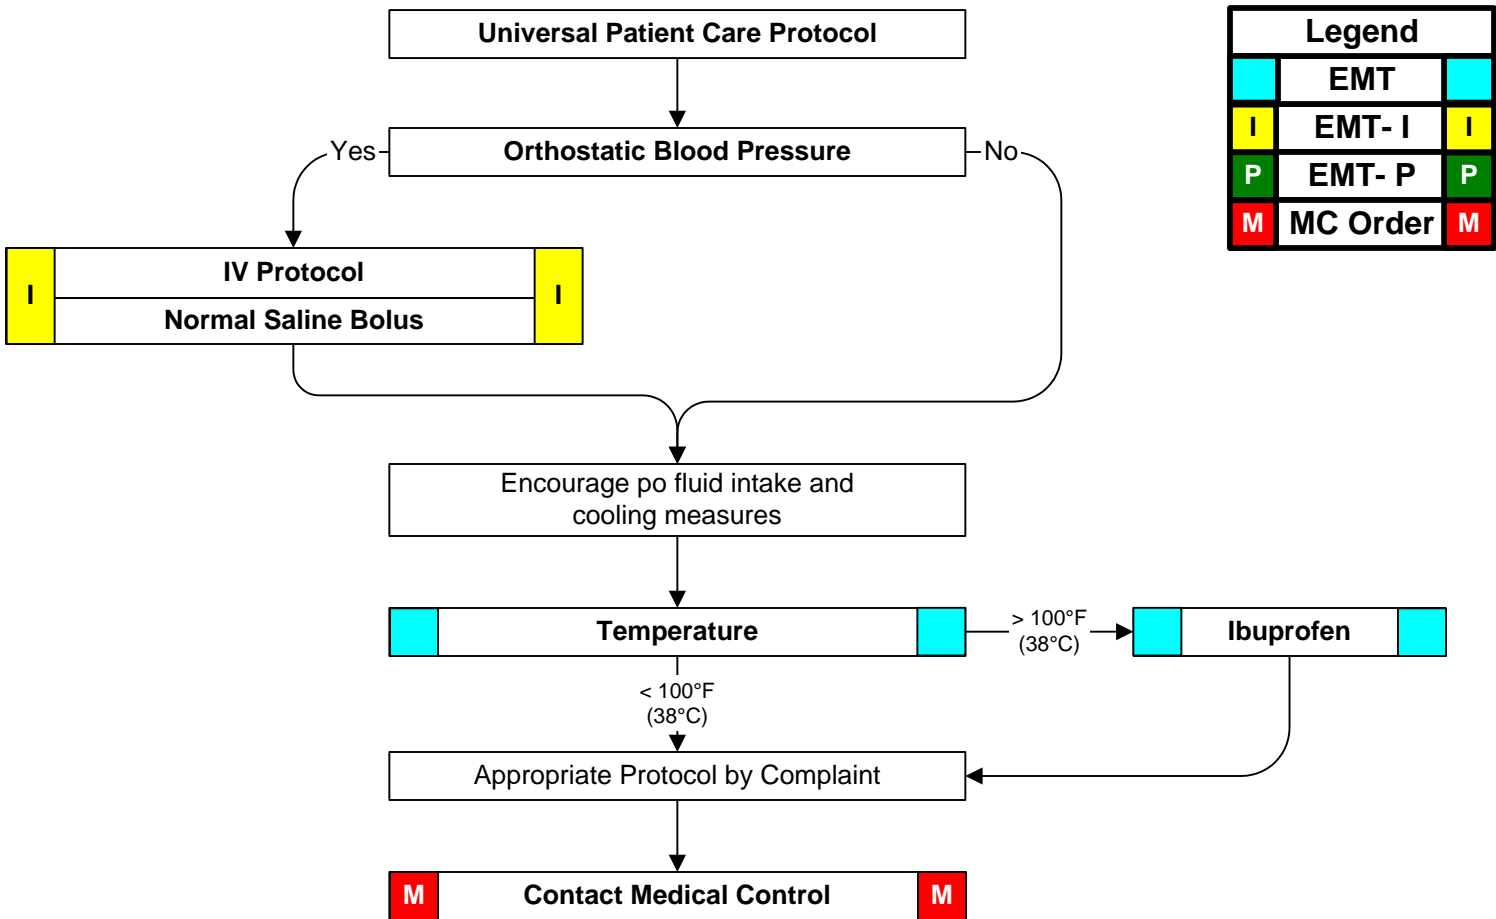 Universal Patient Care Protocol
Legend
EMT
I EMT- I I
P EMT- P P
M MC Order M
Yes
Orthostatic Blood Pressure
No
I
IV Protocol
I
Normal Saline Bolus
Encourage po fluid intake and
cooling measures
Temperature
> 100°F
(38°C)
Ibuprofen
< 100°F
(38°C)
Appropriate Protocol by Complaint
M Contact Medical Control M